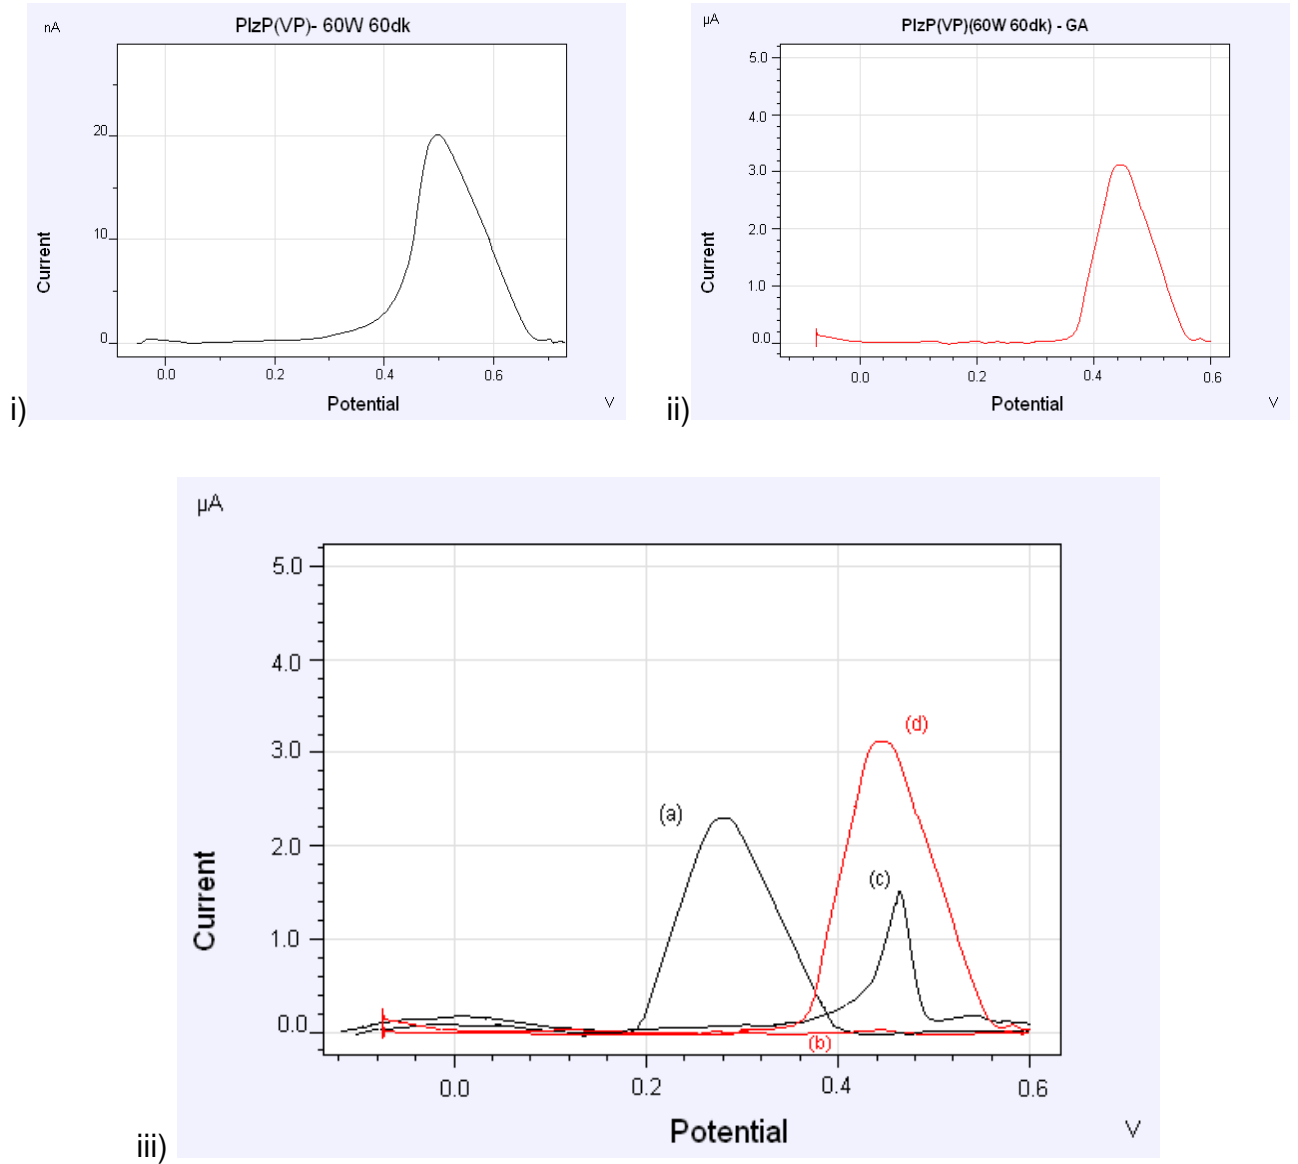 nA
PlzP(VP)- 60W 60dk
20
10
0
Current
0.0 0.2 0.4 0.6
Potential
V
i)
µA
PlzP(VP)(60W 60dk) - GA
5.0
4.0
3.0
2.0
1.0
0.0
Current
0.0 0.2 0.4 0.6
Potential
V
ii)
µA
5.0
4.0
3.0
2.0
1.0
0.0
Current
(a)
(d)
(c)
(b)
0.0 0.2 0.4 0.6
Potential
V
iii)